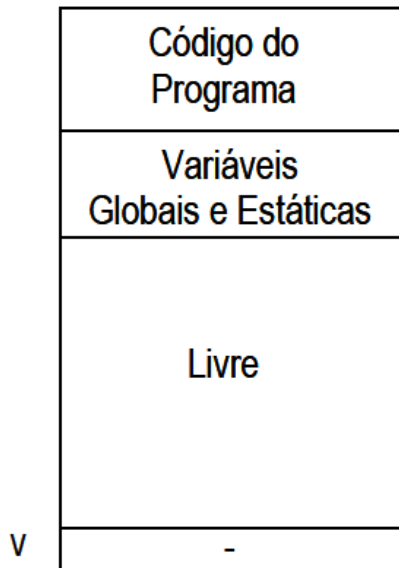 Código do
Programa
Variáveis
Globais e Estáticas
Livre
v -